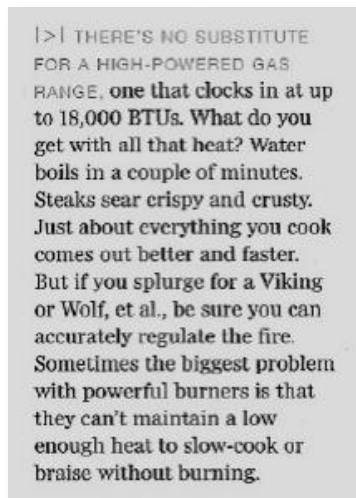 |>| THERE'S NO SUBSTITUTE
FOR A HIGH-POWERED GAS
RANGE, one that clocks in at up
to 18,000 BTUs. What do you
get with all that heat? Water
boils in a couple of minutes.
Steaks sear crispy and crusty.
Just about everything you cook
comes out better and faster.
But if you splurge for a Viking
or Wolf, et al., be sure you can
accurately regulate the fire.
Sometimes the biggest problem
with powerful burners is that
they can't maintain a low
enough heat to slow-cook or
braise without burning.